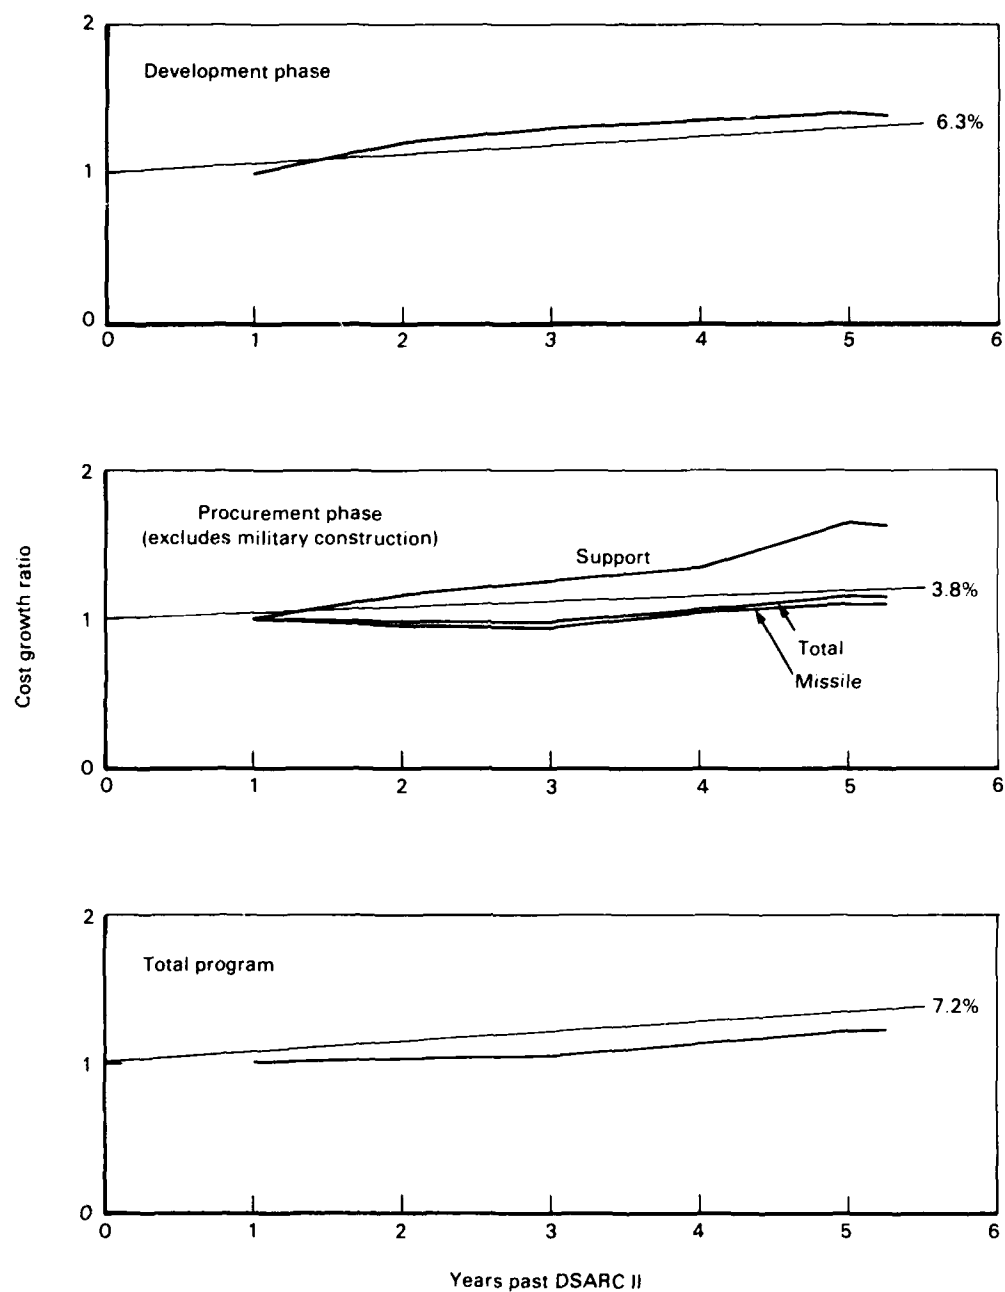 2
Development phase
6.3%
1
0
0 1 2 3 4 5 6
2
Procurement phase
(excludes military construction)
Support
3.8%
1
Total
Missile
0
0 1 2 3 4 5 6
Cost growth ratio
2
Total program
7.2%
1
0
0 1 2 3 4 5 6
Years past DSARC II